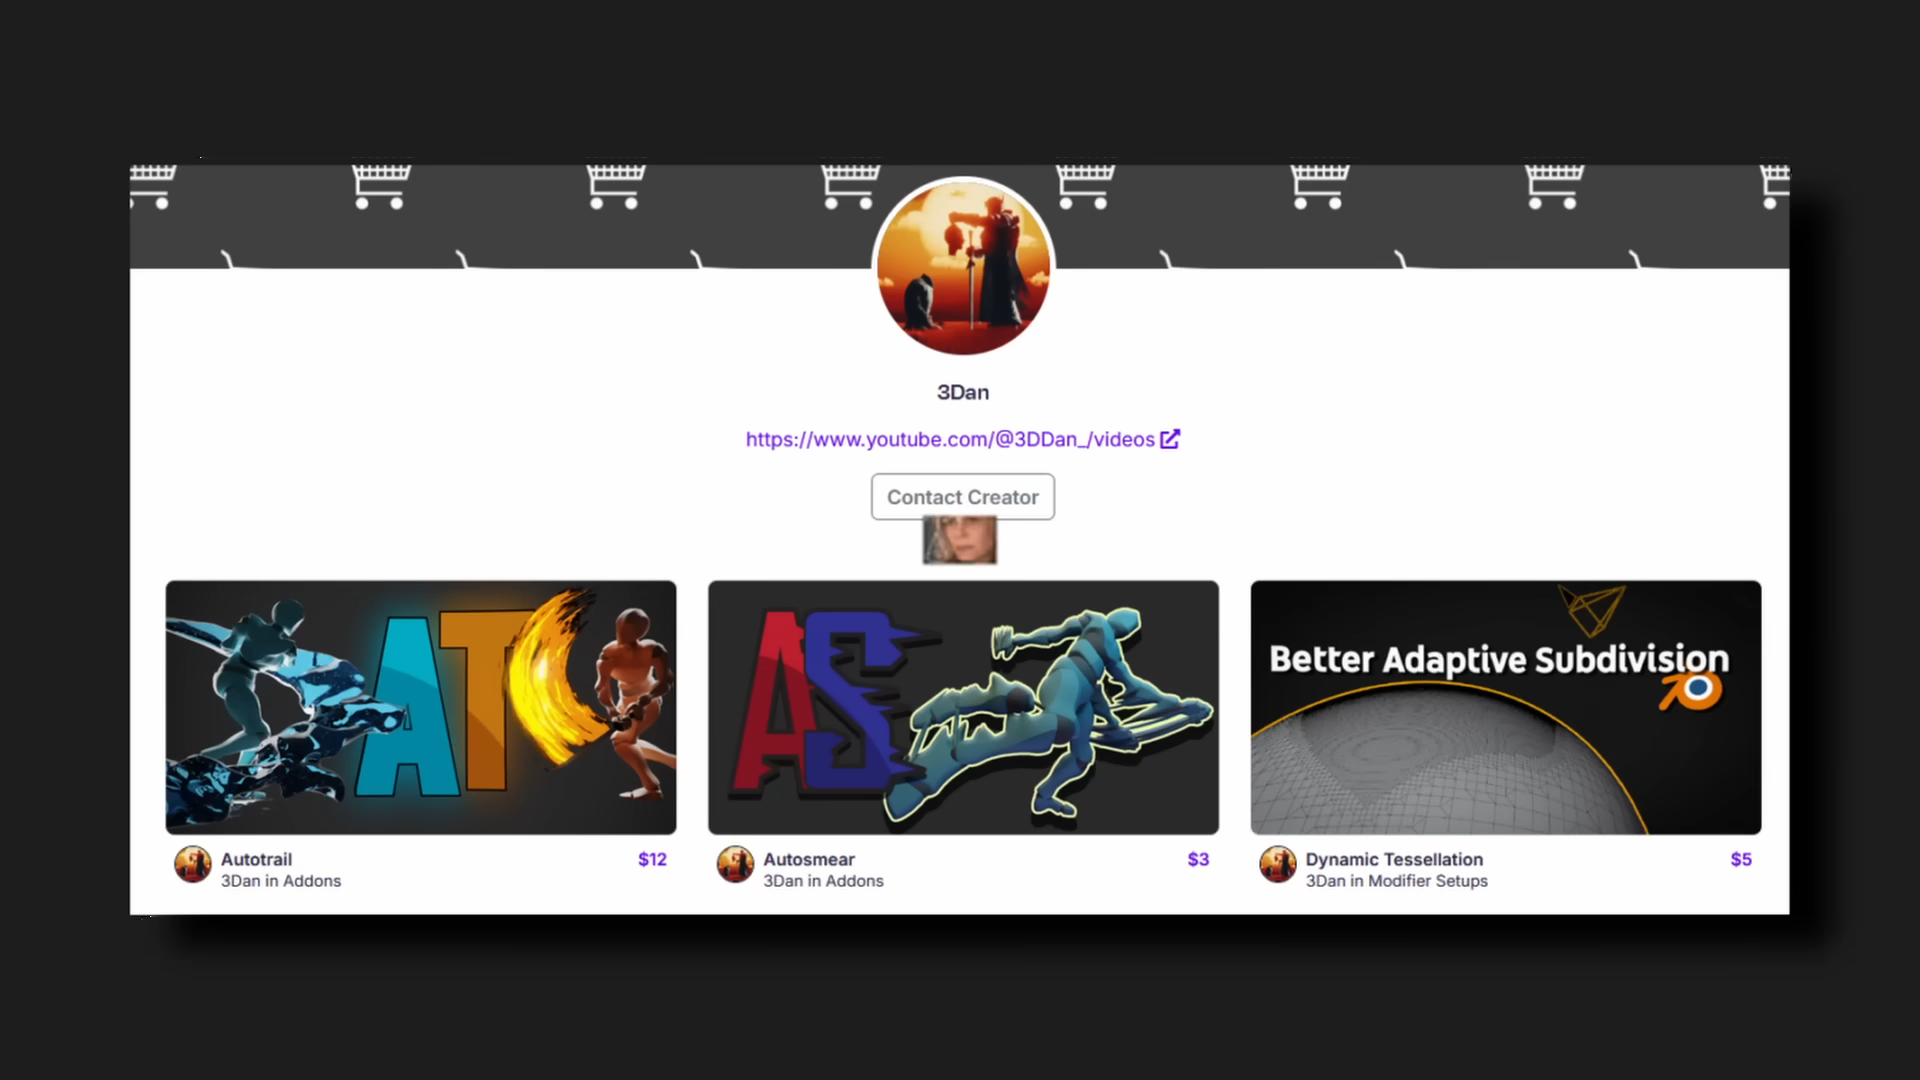 3Dan
https://www.youtube.com/@3DDan_/videos
Contact Creator
AT
AS
Better Adaptive Subdivision
Autotrail
$12
3Dan in Addons
Autosmear
$3
3Dan in Addons
Dynamic Tessellation
$5
3Dan in Modifier Setups